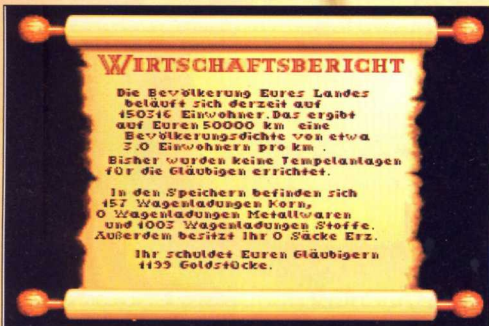 WIRTSCHAFTSBERICHT
Die Bevölkerung Eures Landes
beläuft sich derzeit auf
150316 Einwohner. Das ergibt
auf Euren 50000 km eine
Bevölkerungsdichte von etwa
3.0 Einwohnern pro km .
Bisher wurden keine Tempelanlagen
für die Gläubigen errichtet.
In den Speichern befinden sich
157 Wagenladungen Korn,
0 Wagenladungen Metallwaren
und 1003 Wagenladungen Stoffe.
Außerdem besitzt Ihr 0 Säcke Erz.
Ihr schuldet Euren Gläubigern
1199 Goldstücke.